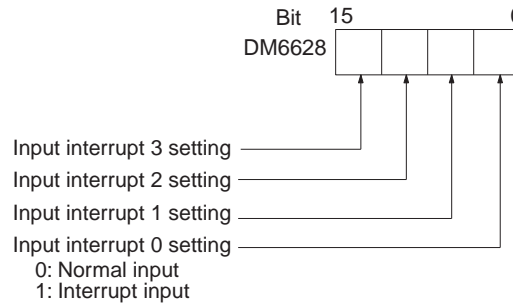 Bit 15 0
DM6628
Input interrupt 3 setting
Input interrupt 2 setting
Input interrupt 1 setting
Input interrupt 0 setting
0: Normal input
1: Interrupt input